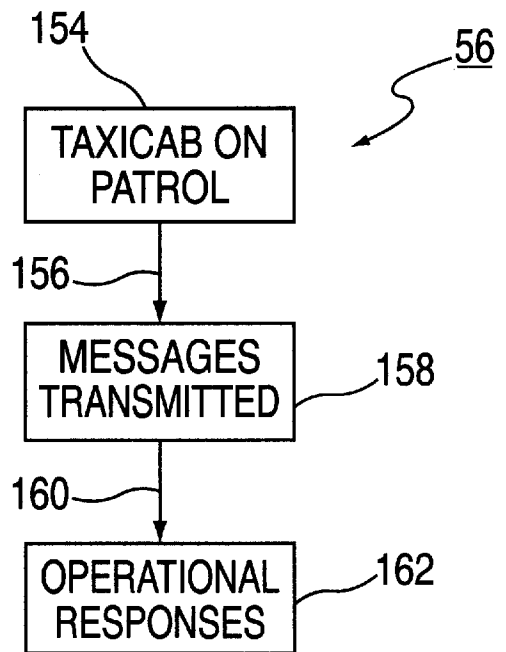 154
56
TAXICAB ON
PATROL
156
MESSAGES
TRANSMITTED
158
160
OPERATIONAL
RESPONSES
162